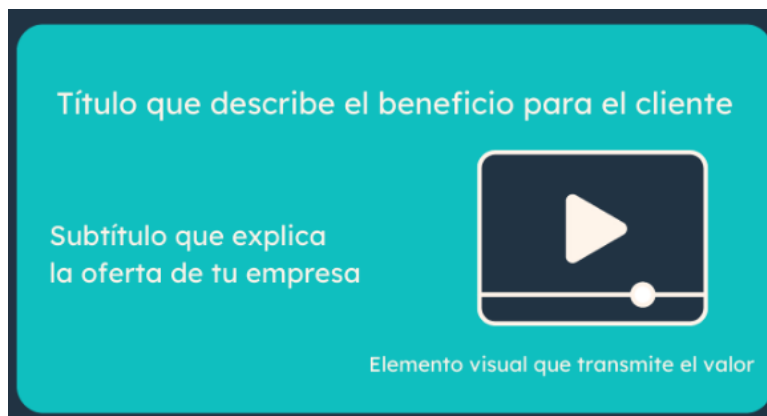 Título que describe el beneficio para el cliente
Subtítulo que explica
la oferta de tu empresa
Elemento visual que transmite el valor